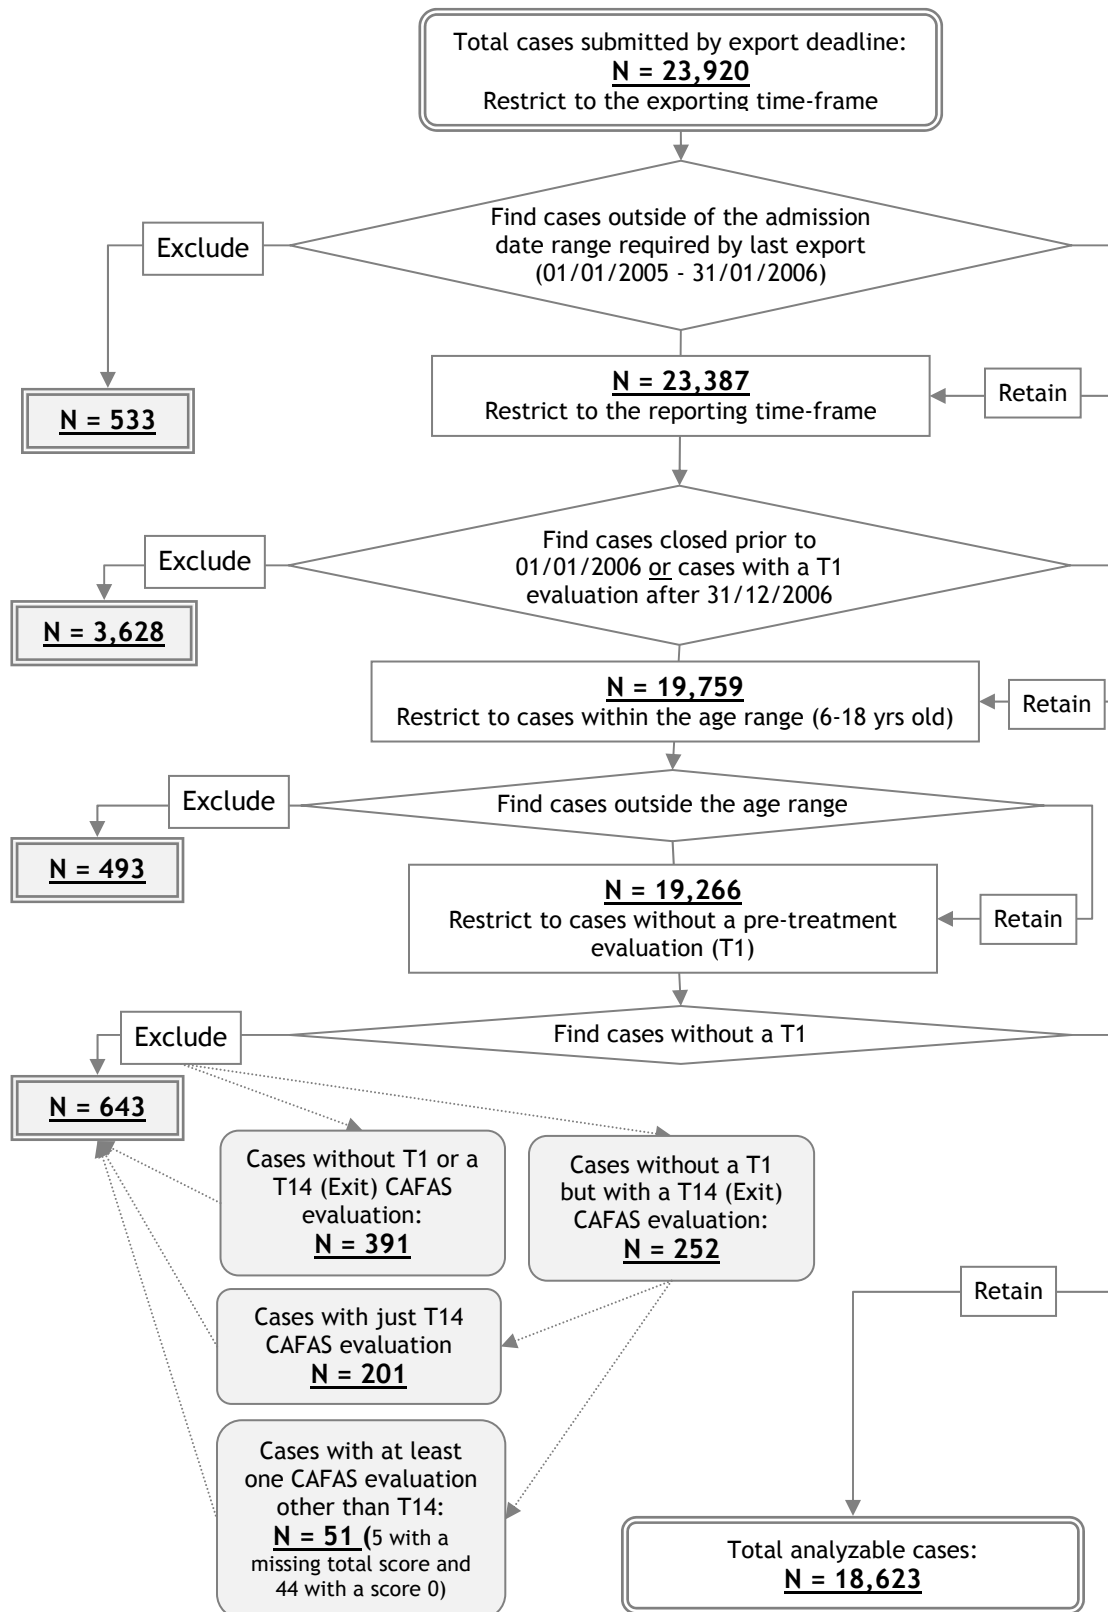 Total cases submitted by export deadline:
N = 23,920
Restrict to the exporting time-frame
Find cases outside of the admission
date range required by last export
(01/01/2005 - 31/01/2006)
Exclude
N = 533
N = 23,387
Restrict to the reporting time-frame
Retain
Find cases closed prior to
01/01/2006 or cases with a T1
evaluation after 31/12/2006
Exclude
N = 3,628
N = 19,759
Restrict to cases within the age range (6-18 yrs old)
Retain
Find cases outside the age range
Exclude
N = 493
N = 19,266
Restrict to cases without a pre-treatment
evaluation (T1)
Retain
Find cases without a T1
Exclude
N = 643
Cases without T1 or a
T14 (Exit) CAFAS
evaluation:
N = 391
Cases without a T1
but with a T14 (Exit)
CAFAS evaluation:
N = 252
Cases with just T14
CAFAS evaluation
N = 201
Cases with at least
one CAFAS evaluation
other than T14:
N = 51 (5 with a
missing total score and
44 with a score 0)
Retain
Total analyzable cases:
N = 18,623